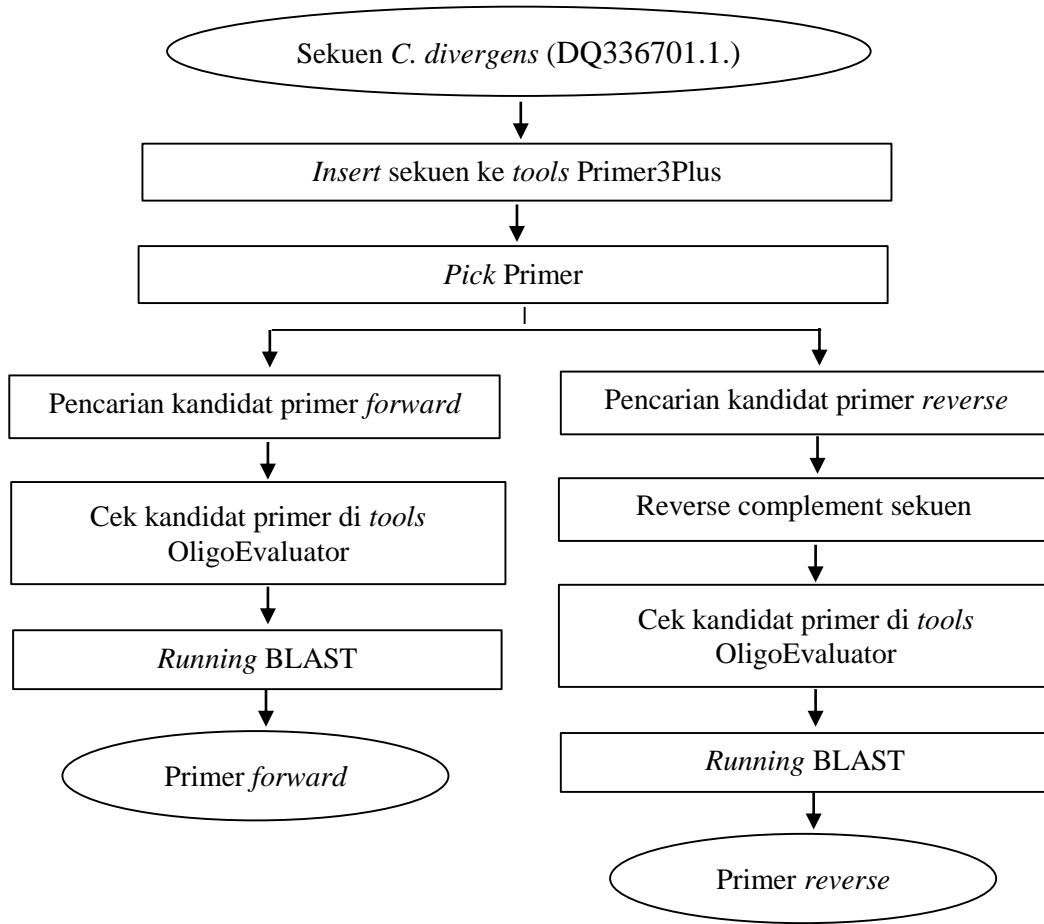 Sekuen C. divergens (DQ336701.1.)
Insert sekuen ke tools Primer3Plus
Pick Primer
Pencarian kandidat primer forward
Cek kandidat primer di tools
OligoEvaluator
Running BLAST
Primer forward
Pencarian kandidat primer reverse
Reverse complement sekuen
Cek kandidat primer di tools
OligoEvaluator
Running BLAST
Primer reverse